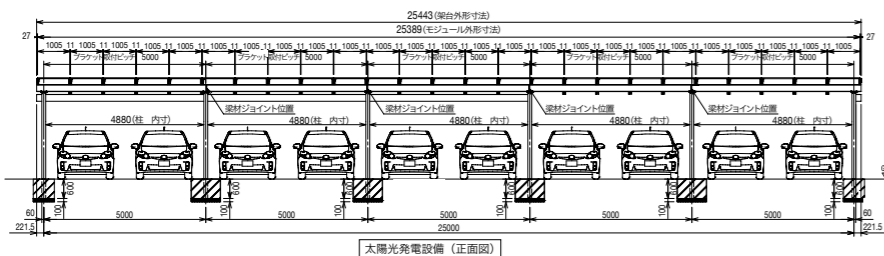 25443(架台外形寸法)
27 25389(モジュール外形寸法) 27
1005 11 1005 11 1005 11 1005 11 1005 11 1005 11 1005 11 1005 11 1005 11 1005 11 1005 11 1005 11 1005 11 1005 11 1005 11 1005 11 1005 11 1005 11 1005 11 1005 11 1005 11 1005 11 1005 11 1005 11 1005
ブラケット取付ピッチ 5000 ブラケット取付ピッチ 5000 ブラケット取付ピッチ 5000 ブラケット取付ピッチ 5000 ブラケット取付ピッチ 5000
梁材ジョイント位置 梁材ジョイント位置 梁材ジョイント位置 梁材ジョイント位置
4880(柱 内寸) 4880(柱 内寸) 4880(柱 内寸) 4880(柱 内寸) 4880(柱 内寸)
600 600 600 600 600
100 100 100 100 100
60 5000 5000 5000 5000 5000 60
221.5 25000 221.5
太陽光発電設備（正面図）